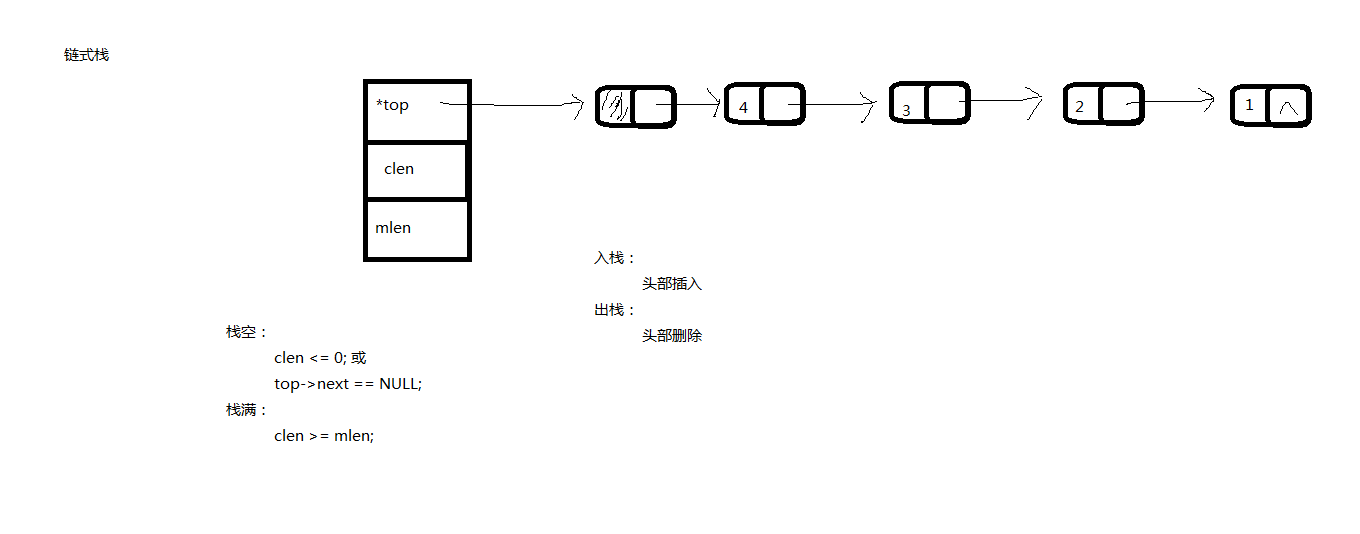 链式栈
*top
4
3
2
1 ^
clen
mlen
入栈：
头部插入
出栈：
头部删除
栈空：
clen <= 0; 或
top->next == NULL;
栈满：
clen >= mlen;